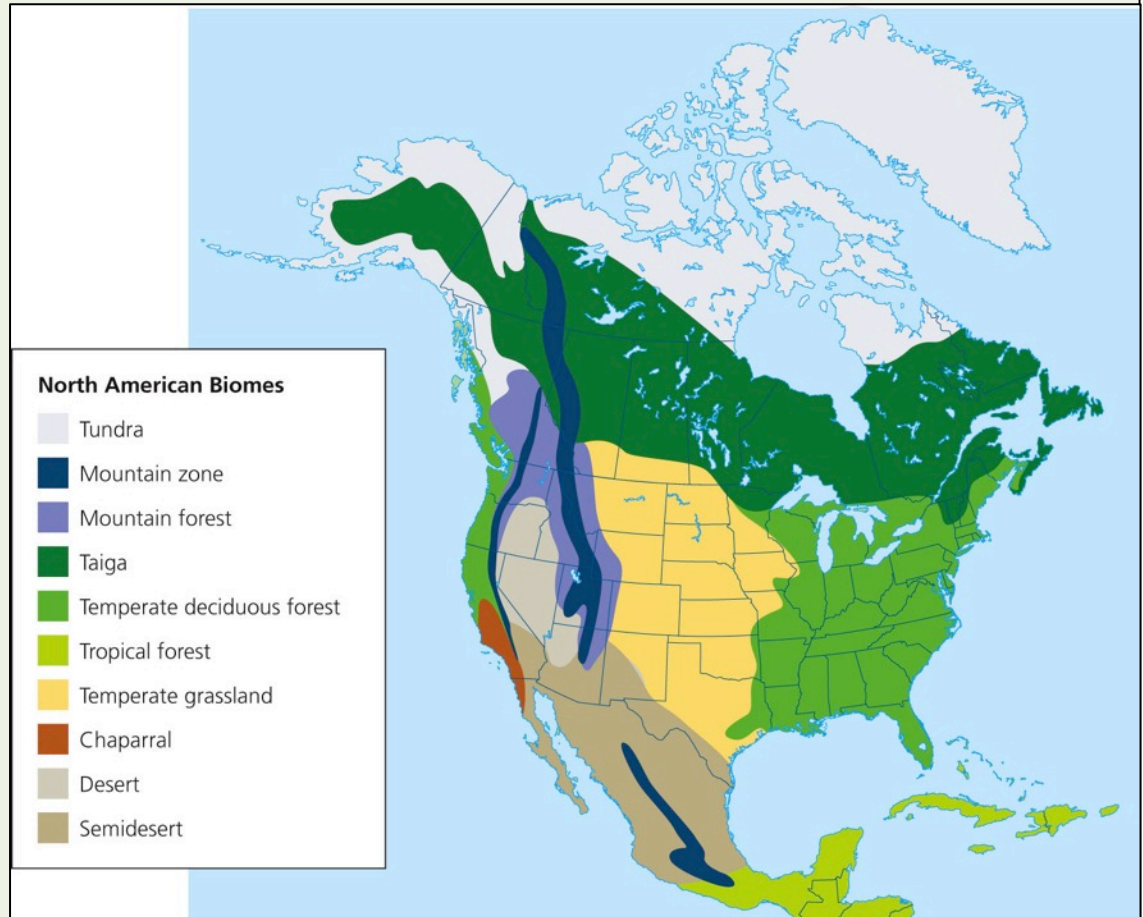 North American Biomes
Tundra
Mountain zone
Mountain forest
Taiga
Temperate deciduous forest
Tropical forest
Temperate grassland
Chaparral
Desert
Semidesert